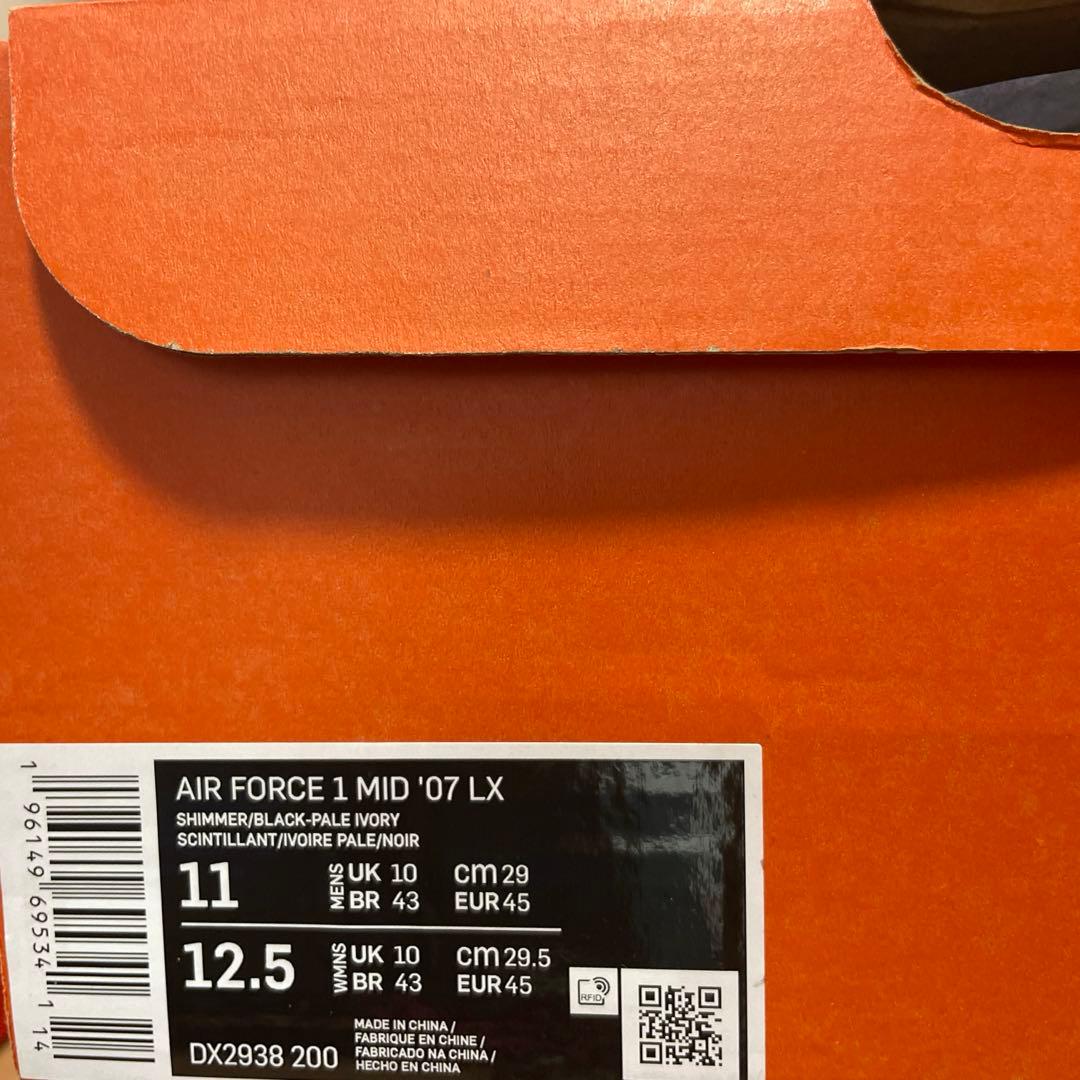 AIR FORCE 1 MID '07 LX
SHIMMER/BLACK-PALE IVORY
SCINTILLANT/IVOIRE PALE/NOIR
11 MENS UK 10 cm 29
BR 43 EUR 45
12.5 WMNS UK 10 cm 29.5
BR 43 EUR 45
RFID
DX2938 200
MADE IN CHINA /
FABRIQUE EN CHINE /
FABRICADO NA CHINA /
HECHO EN CHINA
1 96149 69534 1 14